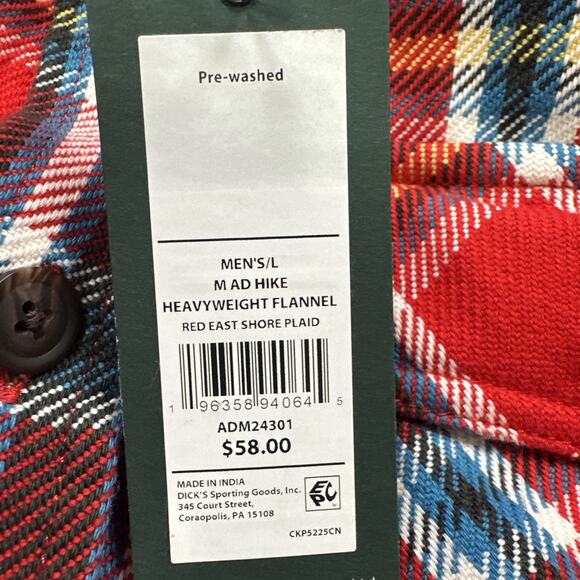 Pre-washed
MEN'S/L
M AD HIKE
HEAVYWEIGHT FLANNEL
RED EAST SHORE PLAID
1 96358 94064 5
ADM24301
$58.00
MADE IN INDIA
DICK'S Sporting Goods, Inc.
345 Court Street,
Coraopolis, PA 15108
EPC
CKP5225CN